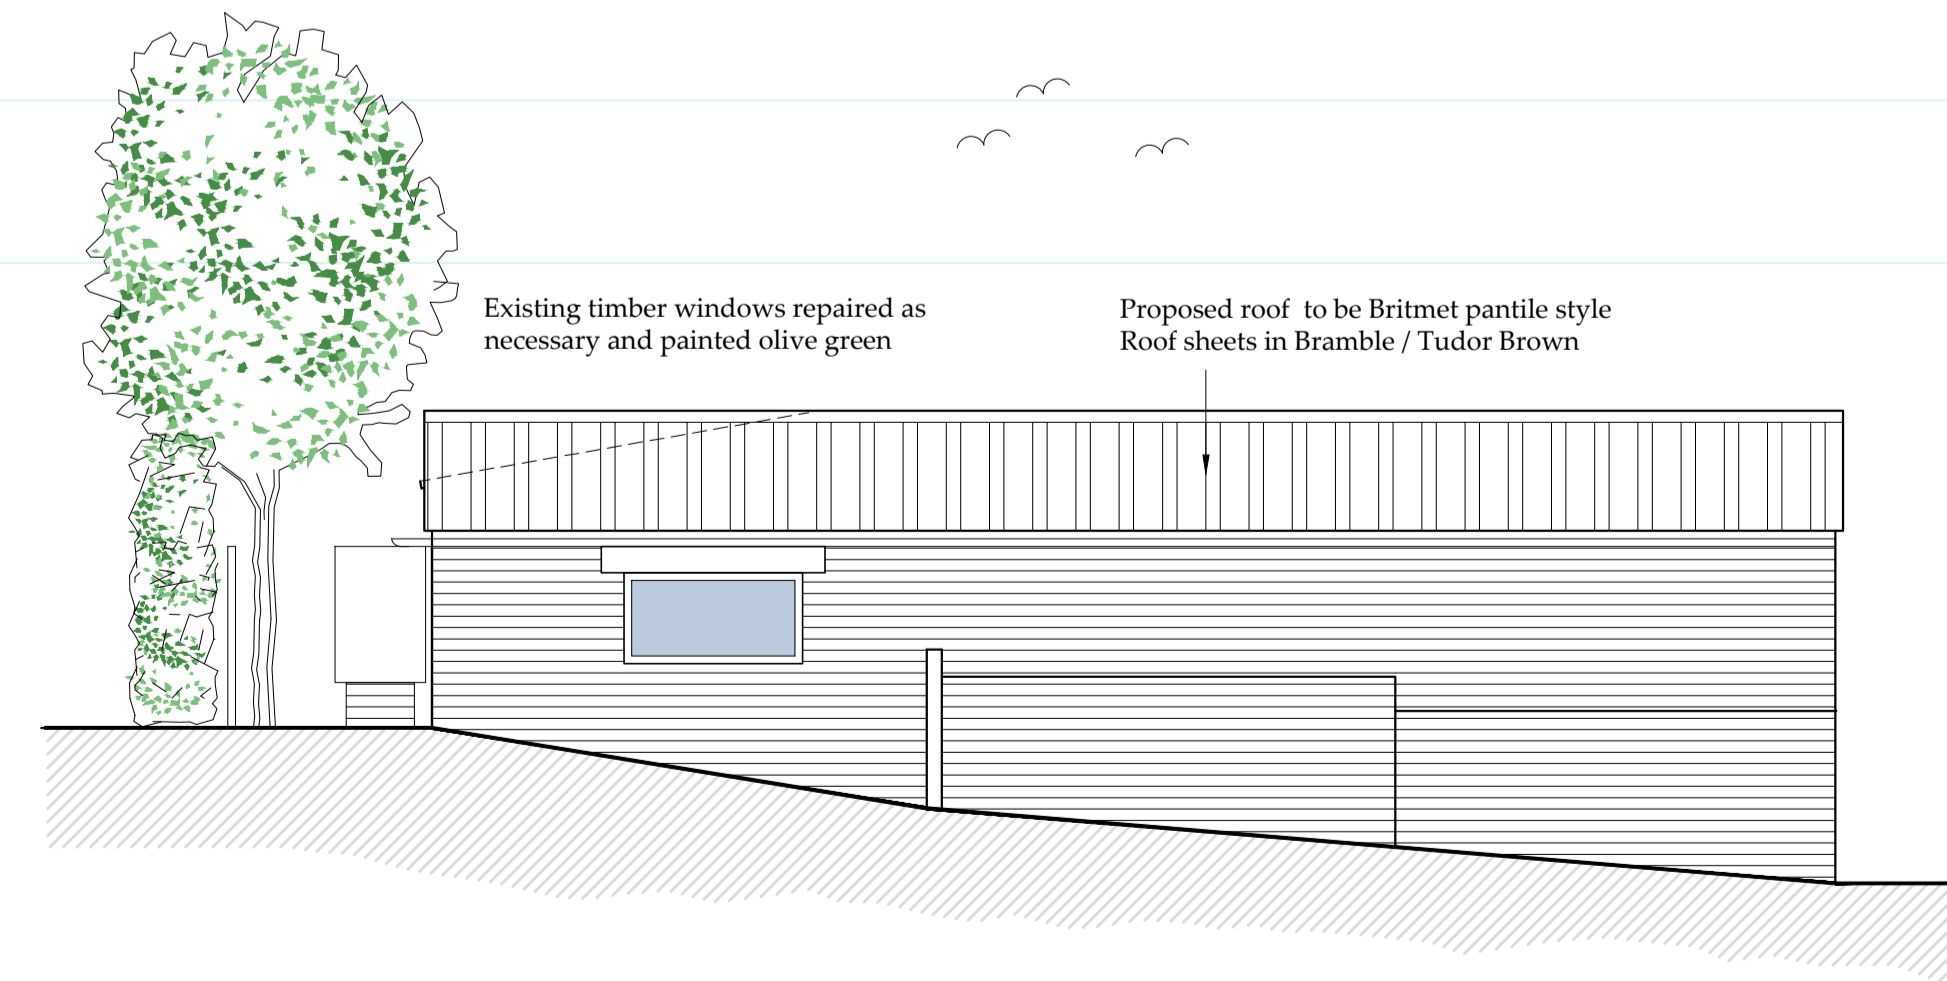 Existing timber windows repaired as
necessary and painted olive green
Proposed roof to be Britmet pantile style
Roof sheets in Bramble / Tudor Brown